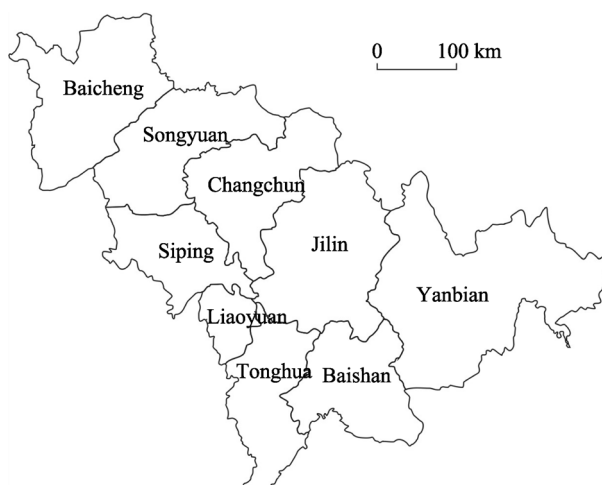 0 100 km
Baicheng
Songyuan
Changchun
Siping
Jilin
Yanbian
Liaoyuan
Tonghua
Baishan